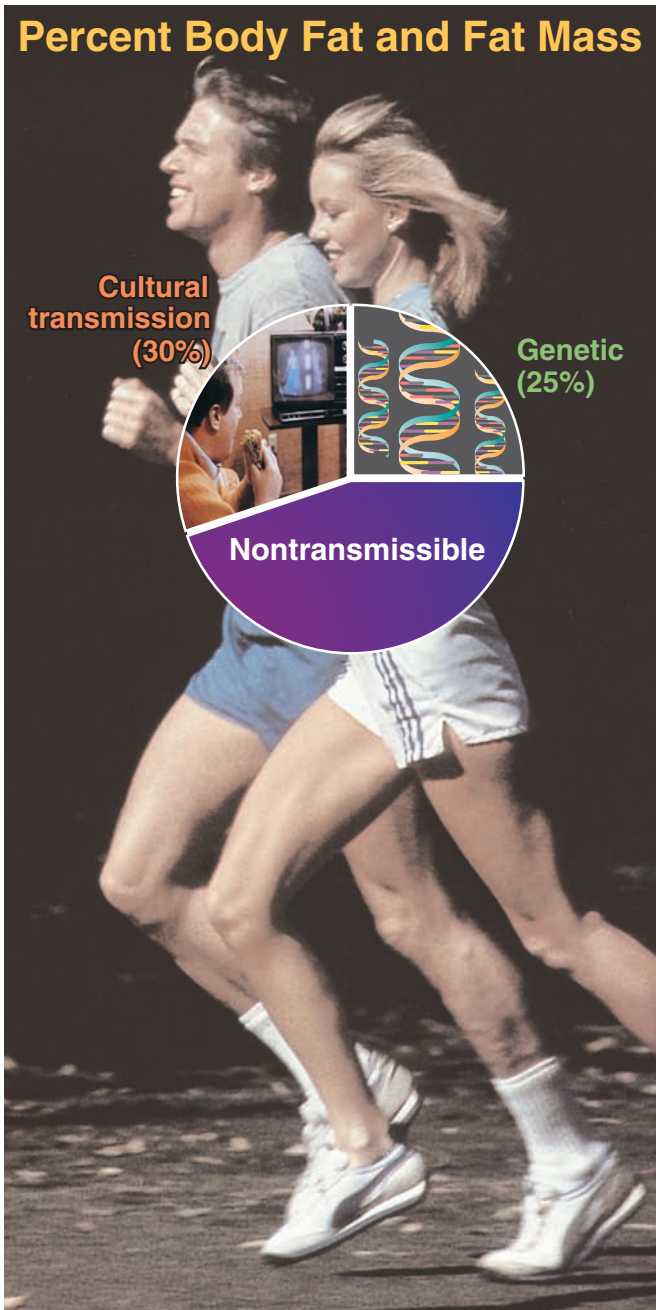 Percent Body Fat and Fat Mass
Cultural
transmission
(30%)
Genetic
(25%)
Nontransmissible